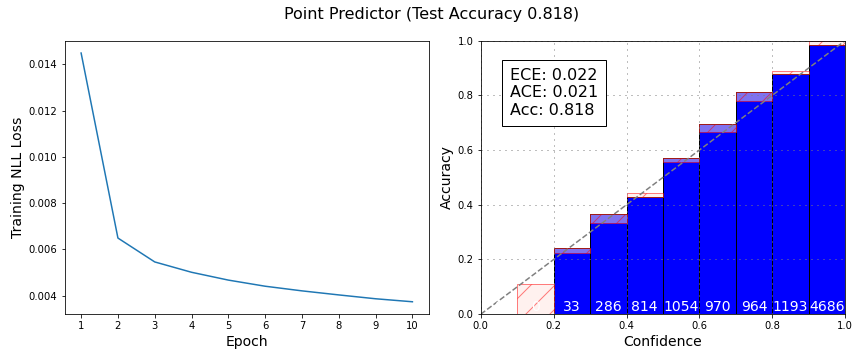 Point Predictor (Test Accuracy 0.818)
Training NLL Loss
0.014
0.012
0.010
0.008
0.006
0.004
1 2 3 4 5 6 7 8 9 10
Epoch
Accuracy
1.0
0.8
0.6
0.4
0.2
0.0
ECE: 0.022
ACE: 0.021
Acc: 0.818
33 286 814 1054 970 964 1193 4686
0.0 0.2 0.4 0.6 0.8 1.0
Confidence